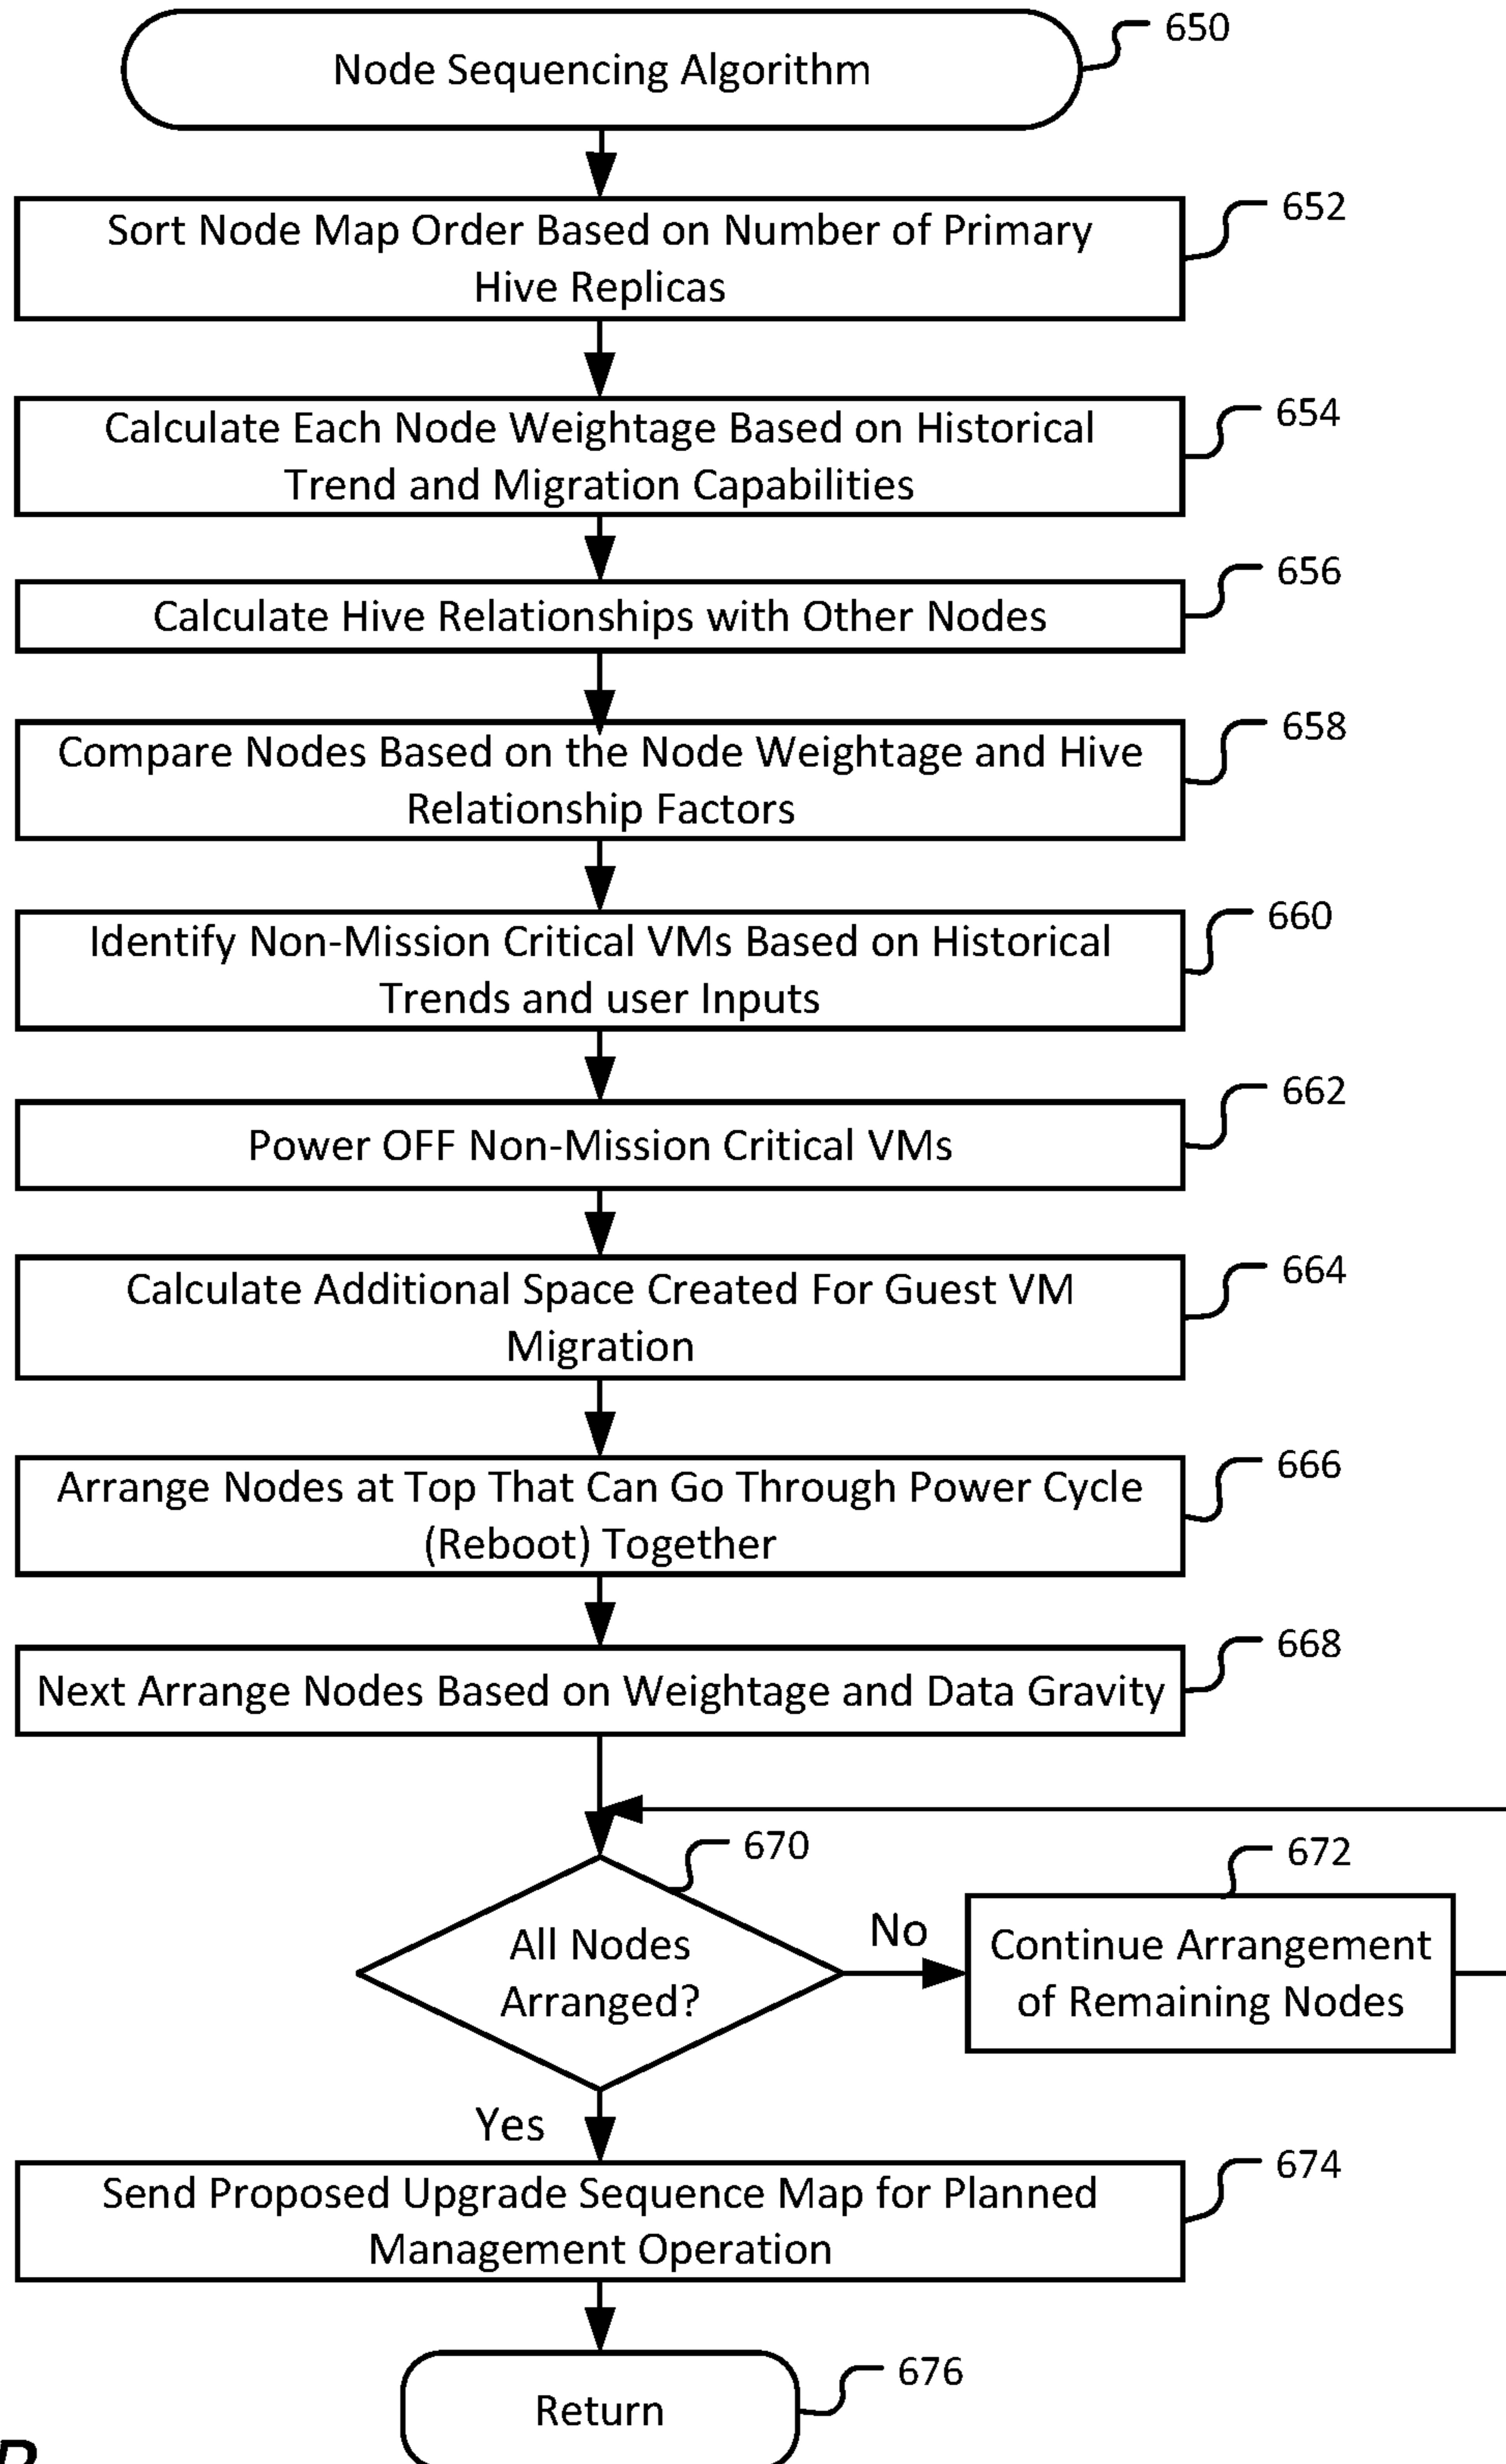 Node Sequencing Algorithm
650
Sort Node Map Order Based on Number of Primary
Hive Replicas
652
Calculate Each Node Weightage Based on Historical
Trend and Migration Capabilities
654
Calculate Hive Relationships with Other Nodes
656
Compare Nodes Based on the Node Weightage and Hive
Relationship Factors
658
Identify Non-Mission Critical VMs Based on Historical
Trends and user Inputs
660
Power OFF Non-Mission Critical VMs
662
Calculate Additional Space Created For Guest VM
Migration
664
Arrange Nodes at Top That Can Go Through Power Cycle
(Reboot) Together
666
Next Arrange Nodes Based on Weightage and Data Gravity
668
670
All Nodes
Arranged?
No
672
Continue Arrangement
of Remaining Nodes
Yes
Send Proposed Upgrade Sequence Map for Planned
Management Operation
674
Return
676